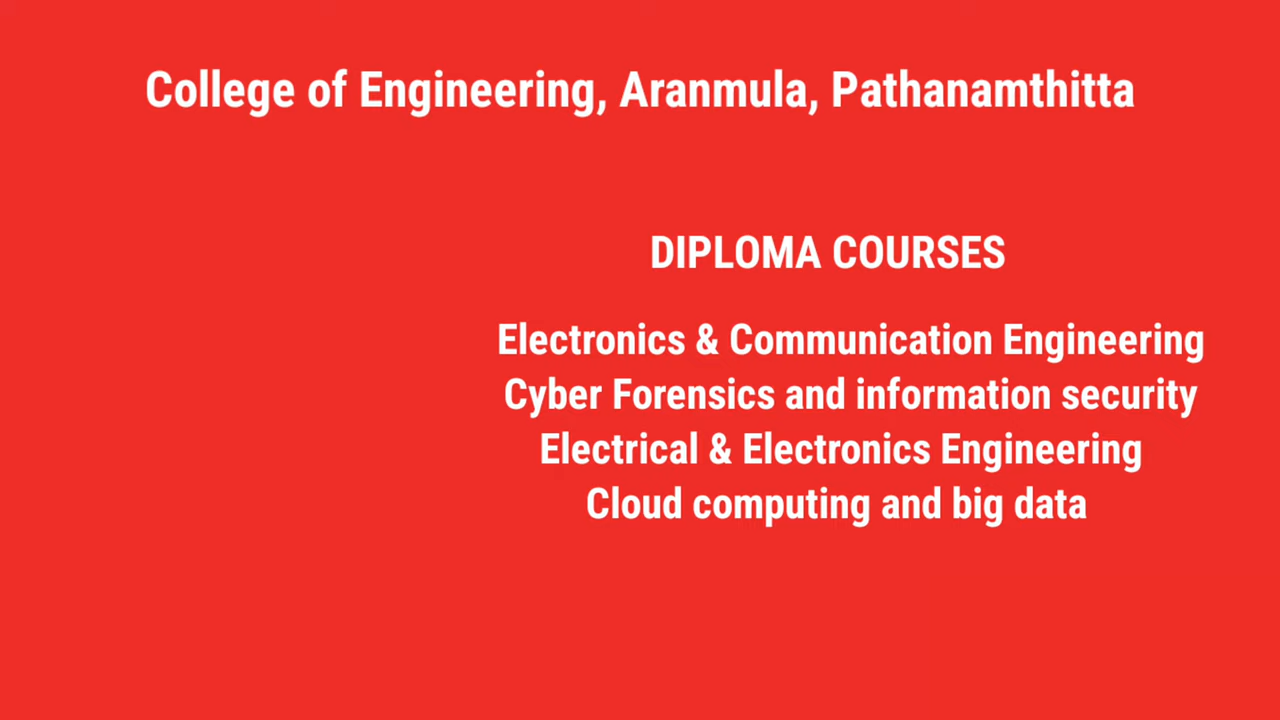 College of Engineering, Aranmula, Pathanamthitta
DIPLOMA COURSES
Electronics & Communication Engineering
Cyber Forensics and information security
Electrical & Electronics Engineering
Cloud computing and big data